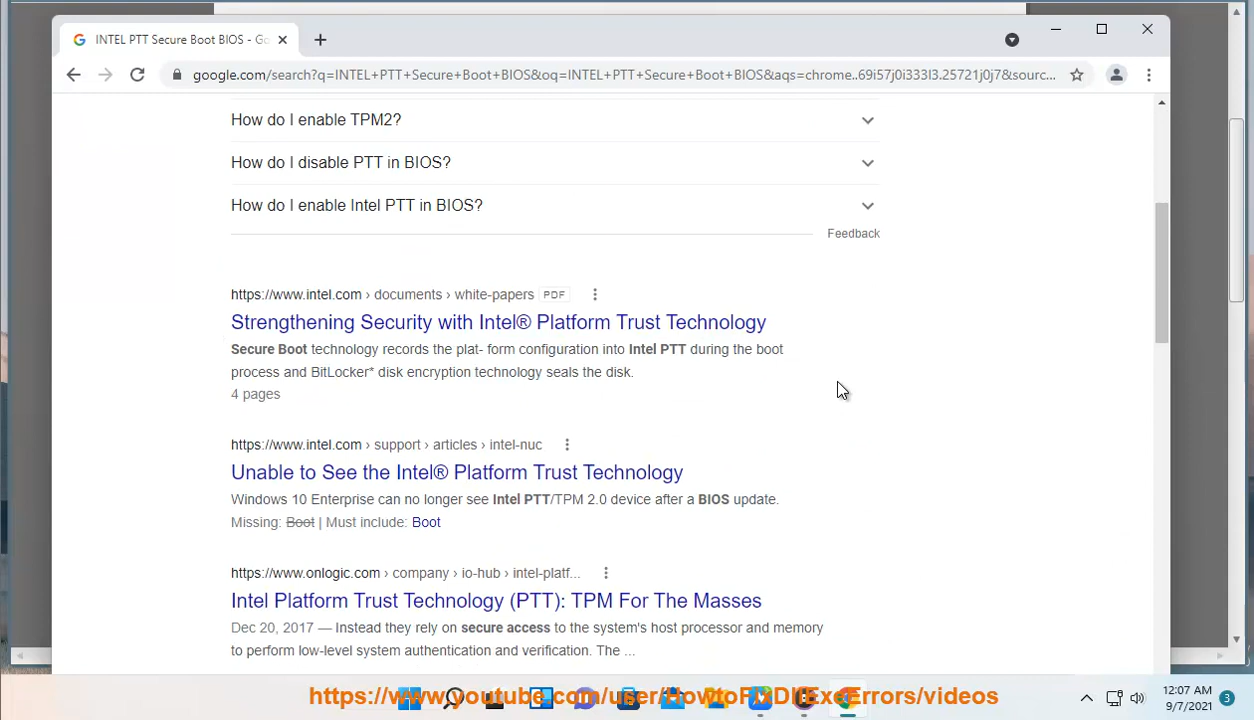 INTEL PTT Secure Boot BIOS - Go
google.com/search?q=INTEL+PTT+Secure+Boot+BIOS&oq=INTEL+PTT+Secure+Boot+BIOS&aqs=chrome..69i57j0i333l3.25721j0j7&sourc...
How do I enable TPM2?
How do I disable PTT in BIOS?
How do I enable Intel PTT in BIOS?
Feedback
https://www.intel.com › documents › white-papers PDF
Strengthening Security with Intel® Platform Trust Technology
Secure Boot technology records the plat- form configuration into Intel PTT during the boot
process and BitLocker* disk encryption technology seals the disk.
4 pages
https://www.intel.com › support › articles › intel-nuc
Unable to See the Intel® Platform Trust Technology
Windows 10 Enterprise can no longer see Intel PTT/TPM 2.0 device after a BIOS update.
Missing: Boot | Must include: Boot
https://www.onlogic.com › company › io-hub › intel-platf...
Intel Platform Trust Technology (PTT): TPM For The Masses
Dec 20, 2017 — Instead they rely on secure access to the system's host processor and memory
to perform low-level system authentication and verification. The ...
12:07 AM
9/7/2021
3